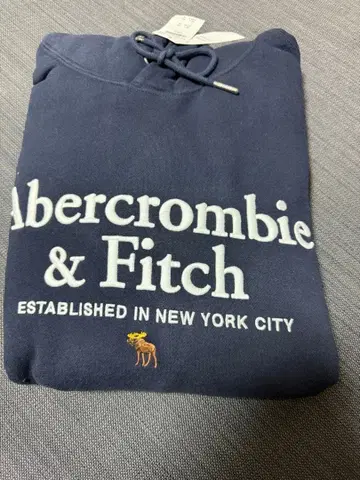 Abercrombie
& Fitch
ESTABLISHED IN NEW YORK CITY